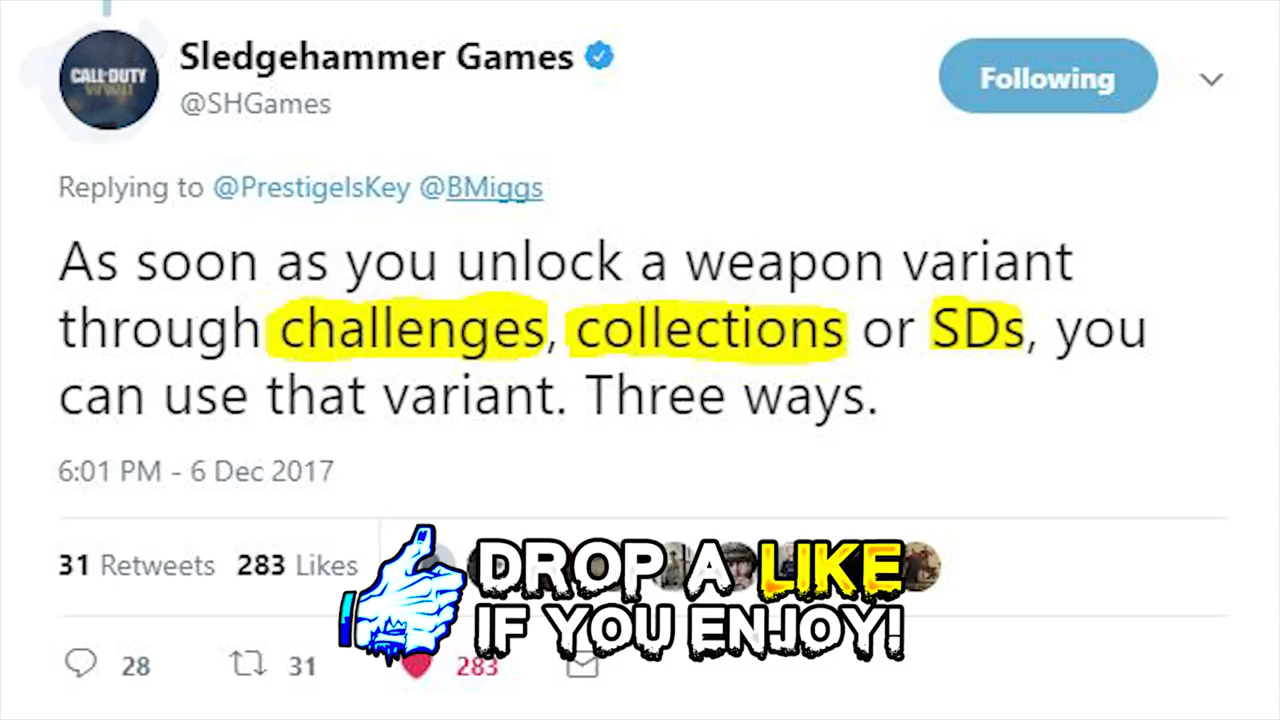 CALL OF DUTY
WWII
Sledgehammer Games
@SHGames
Following
Replying to @PrestigeIsKey @BMiggs
As soon as you unlock a weapon variant
through challenges, collections or SDs, you
can use that variant. Three ways.
6:01 PM - 6 Dec 2017
31 Retweets 283 Likes
DROP A LIKE
IF YOU ENJOY!
28 31 283